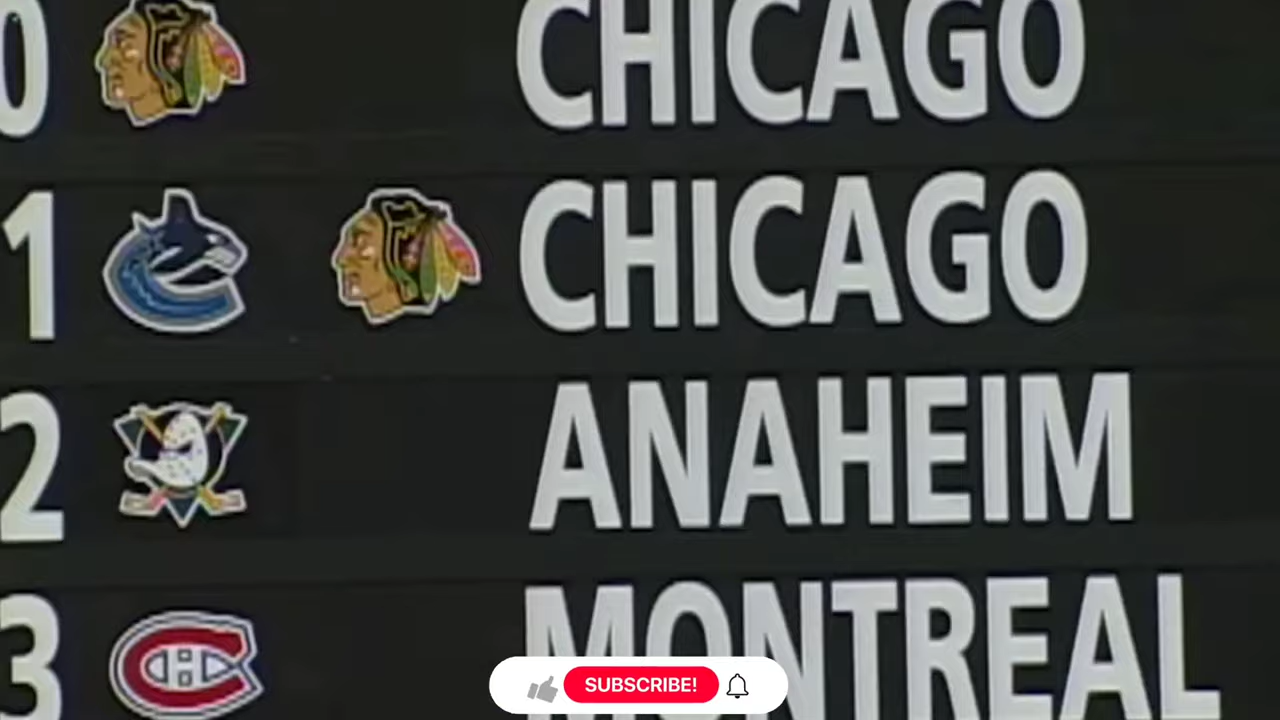 0 CHICAGO
1 CHICAGO
2 ANAHEIM
3 MONTREAL
SUBSCRIBE!